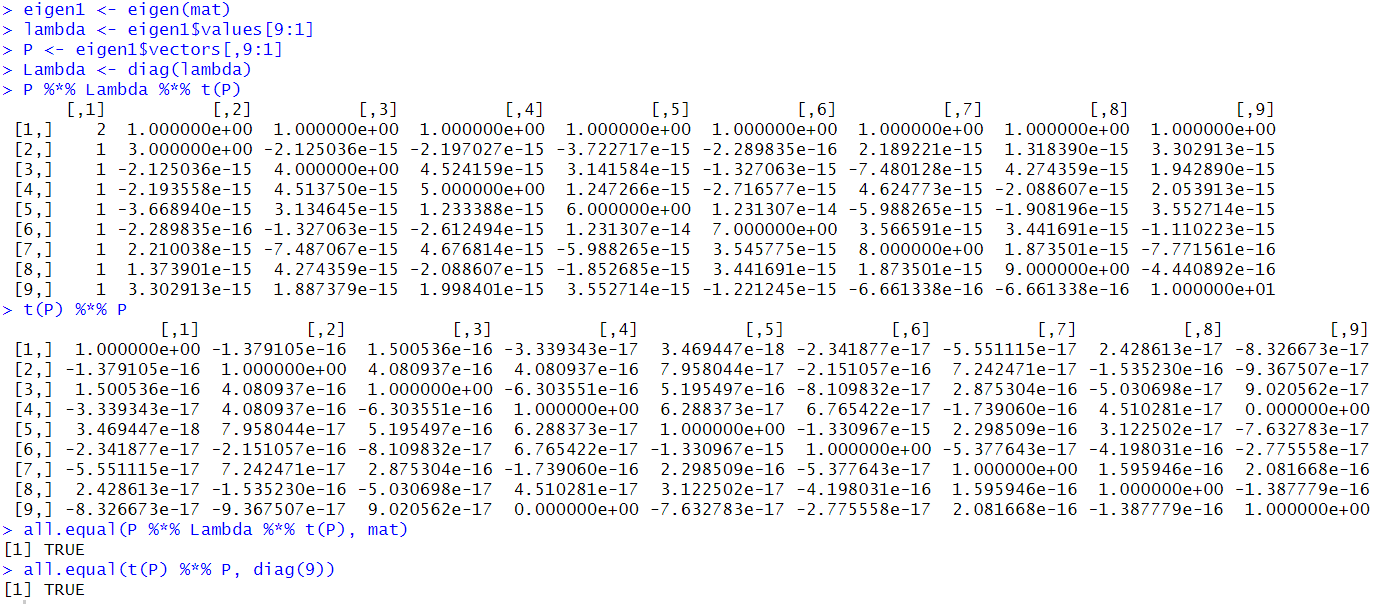 > eigen1 <- eigen(mat)
> lambda <- eigen1$values[9:1]
> P <- eigen1$vectors[,9:1]
> Lambda <- diag(lambda)
> P %*% Lambda %*% t(P)
[,1] [,2] [,3] [,4] [,5] [,6] [,7] [,8] [,9]
[1,] 2 1.000000e+00 1.000000e+00 1.000000e+00 1.000000e+00 1.000000e+00 1.000000e+00 1.000000e+00 1.000000e+00
[2,] 1 3.000000e+00 -2.125036e-15 -2.197027e-15 -3.722717e-15 -2.289835e-16 2.189221e-15 1.318390e-15 3.302913e-15
[3,] 1 -2.125036e-15 4.000000e+00 4.524159e-15 3.141584e-15 -1.327063e-15 -7.480128e-15 4.274359e-15 1.942890e-15
[4,] 1 -2.193558e-15 4.513750e-15 5.000000e+00 1.247266e-15 -2.716577e-15 4.624773e-15 -2.088607e-15 2.053913e-15
[5,] 1 -3.668940e-15 3.134645e-15 1.233388e-15 6.000000e+00 1.231307e-14 -5.988265e-15 -1.908196e-15 3.552714e-15
[6,] 1 -2.289835e-16 -1.327063e-15 -2.612494e-15 1.231307e-14 7.000000e+00 3.566591e-15 3.441691e-15 -1.110223e-15
[7,] 1 2.210038e-15 -7.487067e-15 4.676814e-15 -5.988265e-15 3.545775e-15 8.000000e+00 1.873501e-15 -7.771561e-16
[8,] 1 1.373901e-15 4.274359e-15 -2.088607e-15 -1.852685e-15 3.441691e-15 1.873501e-15 9.000000e+00 -4.440892e-16
[9,] 1 3.302913e-15 1.887379e-15 1.998401e-15 3.552714e-15 -1.221245e-15 -6.661338e-16 -6.661338e-16 1.000000e+01
> t(P) %*% P
[,1] [,2] [,3] [,4] [,5] [,6] [,7] [,8] [,9]
[1,] 1.000000e+00 -1.379105e-16 1.500536e-16 -3.339343e-17 3.469447e-18 -2.341877e-17 -5.551115e-17 2.428613e-17 -8.326673e-17
[2,] -1.379105e-16 1.000000e+00 4.080937e-16 4.080937e-16 7.958044e-17 -2.151057e-16 7.242471e-17 -1.535230e-16 -9.367507e-17
[3,] 1.500536e-16 4.080937e-16 1.000000e+00 -6.303551e-16 5.195497e-16 -8.109832e-17 2.875304e-16 -5.030698e-17 9.020562e-17
[4,] -3.339343e-17 4.080937e-16 -6.303551e-16 1.000000e+00 6.288373e-17 6.765422e-17 -1.739060e-16 4.510281e-17 0.000000e+00
[5,] 3.469447e-18 7.958044e-17 5.195497e-16 6.288373e-17 1.000000e+00 -1.330967e-15 2.298509e-16 3.122502e-17 -7.632783e-17
[6,] -2.341877e-17 -2.151057e-16 -8.109832e-17 6.765422e-17 -1.330967e-15 1.000000e+00 -5.377643e-17 -4.198031e-16 -2.775558e-17
[7,] -5.551115e-17 7.242471e-17 2.875304e-16 -1.739060e-16 2.298509e-16 -5.377643e-17 1.000000e+00 1.595946e-16 2.081668e-16
[8,] 2.428613e-17 -1.535230e-16 -5.030698e-17 4.510281e-17 3.122502e-17 -4.198031e-16 1.595946e-16 1.000000e+00 -1.387779e-16
[9,] -8.326673e-17 -9.367507e-17 9.020562e-17 0.000000e+00 -7.632783e-17 -2.775558e-17 2.081668e-16 -1.387779e-16 1.000000e+00
> all.equal(P %*% Lambda %*% t(P), mat)
[1] TRUE
> all.equal(t(P) %*% P, diag(9))
[1] TRUE